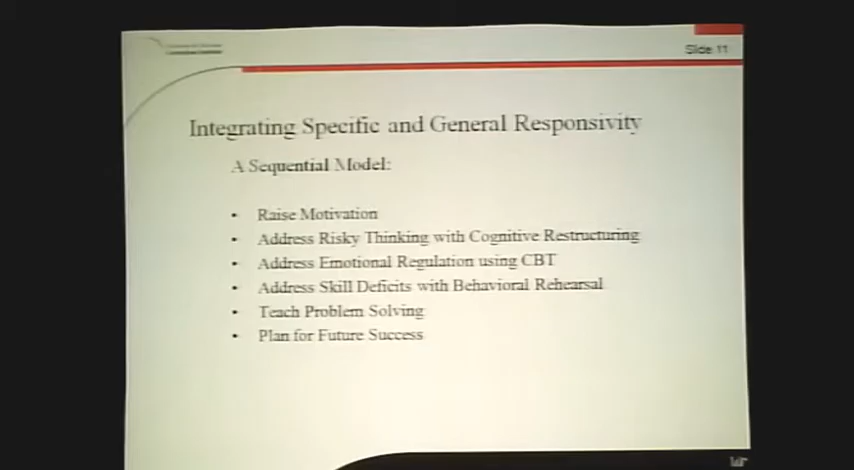 Slide 11
Integrating Specific and General Responsivity
A Sequential Model:
• Raise Motivation
• Address Risky Thinking with Cognitive Restructuring
• Address Emotional Regulation using CBT
• Address Skill Deficits with Behavioral Rehearsal
• Teach Problem Solving
• Plan for Future Success